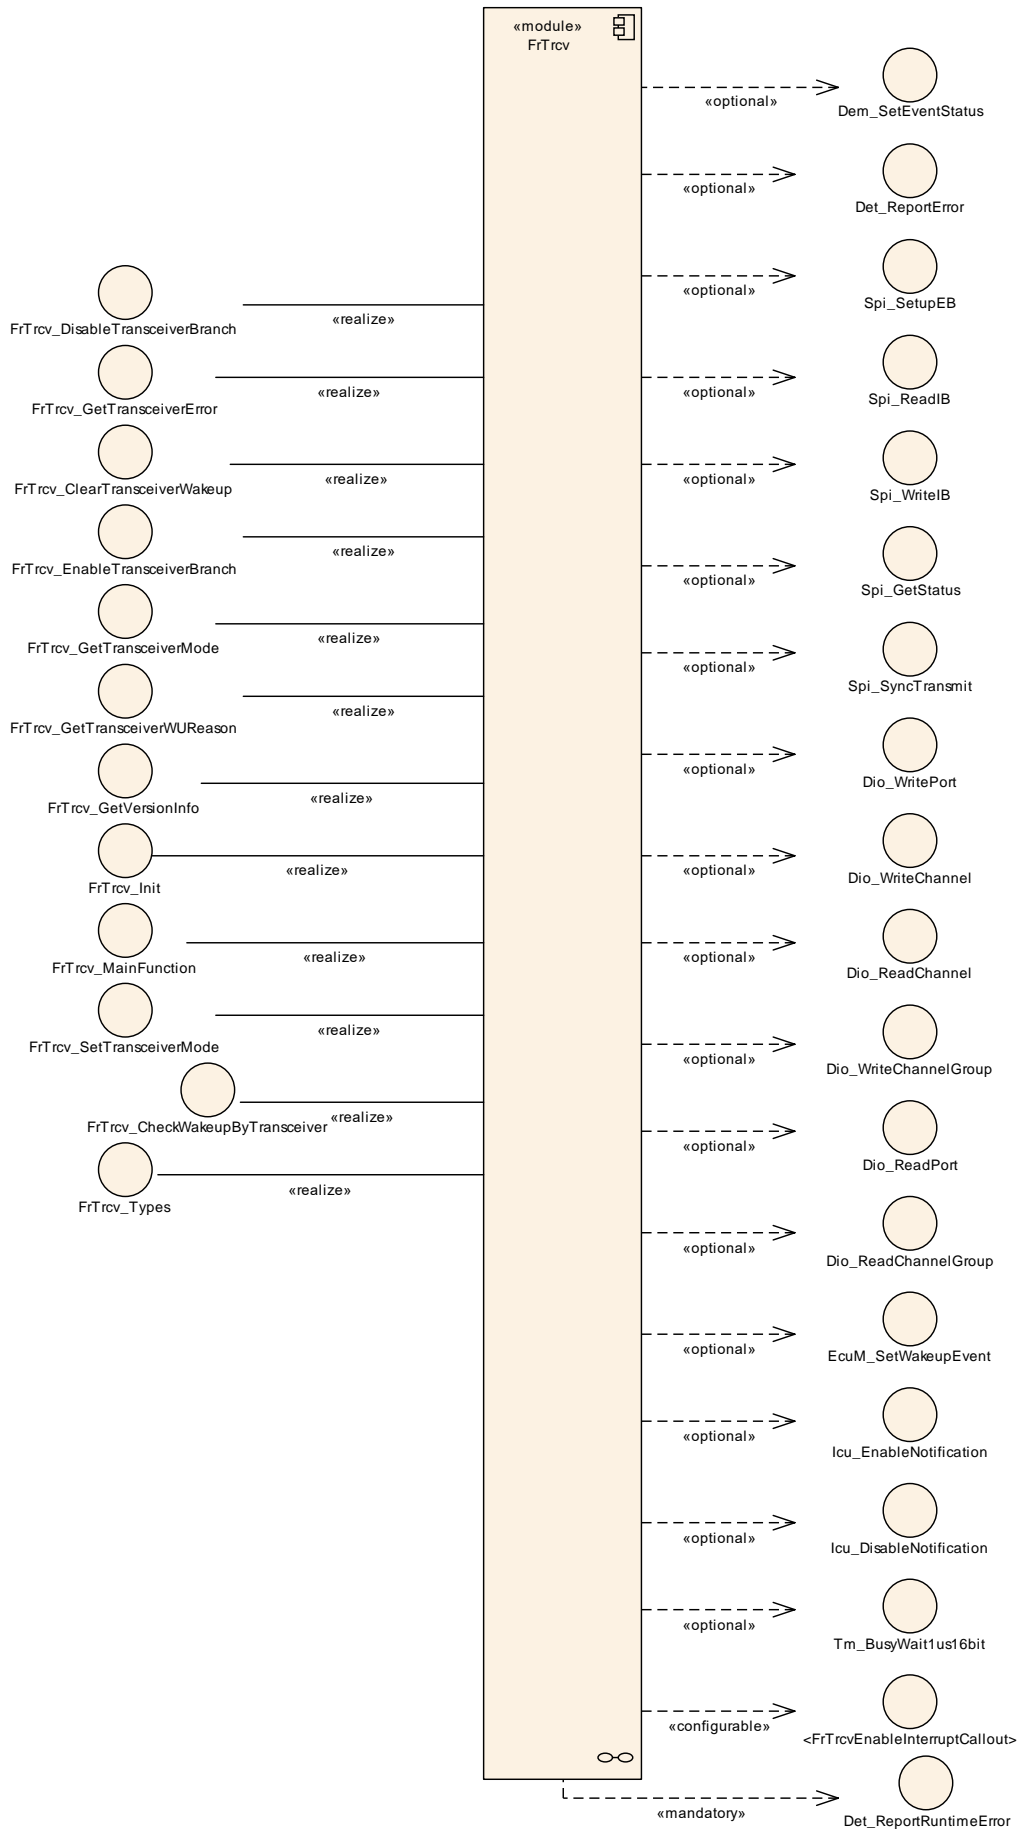 «module»
FrTrcv
Dem_SetEventStatus
«optional»
Det_ReportError
«optional»
Spi_SetupEB
«optional»
FrTrcv_DisableTransceiverBranch
«realize»
Spi_ReadIB
«optional»
FrTrcv_GetTransceiverError
«realize»
Spi_WriteIB
«optional»
FrTrcv_ClearTransceiverWakeup
«realize»
Spi_GetStatus
«optional»
FrTrcv_EnableTransceiverBranch
«realize»
Spi_SyncTransmit
«optional»
FrTrcv_GetTransceiverMode
«realize»
Dio_WritePort
«optional»
FrTrcv_GetTransceiverWUReason
«realize»
Dio_WriteChannel
«optional»
FrTrcv_GetVersionInfo
«realize»
FrTrcv_Init
«realize»
Dio_ReadChannel
«optional»
FrTrcv_MainFunction
«realize»
Dio_WriteChannelGroup
«optional»
FrTrcv_SetTransceiverMode
«realize»
Dio_ReadPort
«optional»
FrTrcv_CheckWakeupByTransceiver
«realize»
FrTrcv_Types
«realize»
Dio_ReadChannelGroup
«optional»
EcuM_SetWakeupEvent
«optional»
Icu_EnableNotification
«optional»
Icu_DisableNotification
«optional»
Tm_BusyWait1us16bit
«optional»
<FrTrcvEnableInterruptCallout>
«configurable»
Det_ReportRuntimeError
«mandatory»